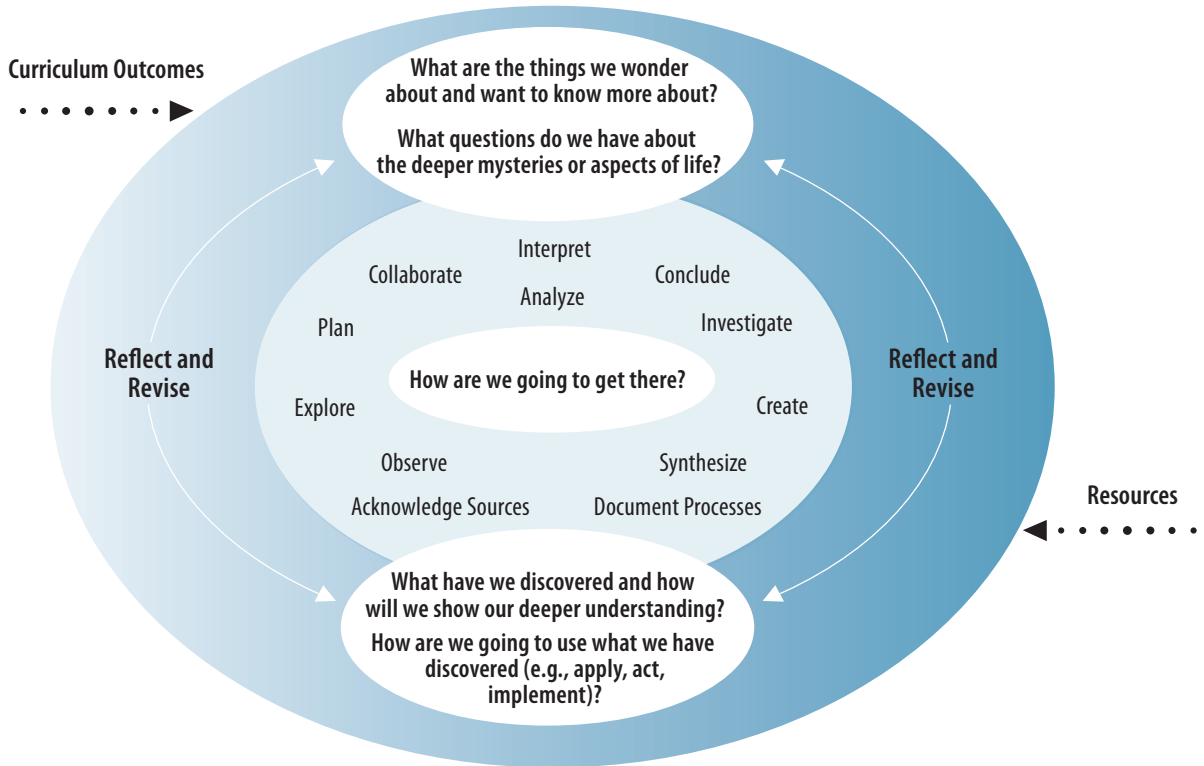 Curriculum Outcomes
What are the things we wonder
about and want to know more about?
What questions do we have about
the deeper mysteries or aspects of life?
Interpret
Collaborate
Conclude
Analyze
Plan
Investigate
Reflect and
Revise
How are we going to get there?
Reflect and
Revise
Explore
Create
Observe
Synthesize
Acknowledge Sources
Document Processes
Resources
What have we discovered and how
will we show our deeper understanding?
How are we going to use what we have
discovered (e.g., apply, act,
implement)?